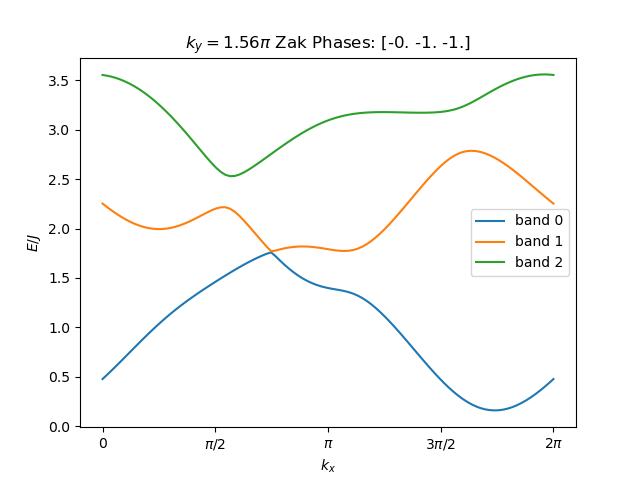 k_y = 1.56π Zak Phases: [-0. -1. -1.]
3.5
3.0
2.5
2.0
1.5
1.0
0.5
0.0
E/J
band 0
band 1
band 2
0
π/2
π
3π/2
2π
k_x